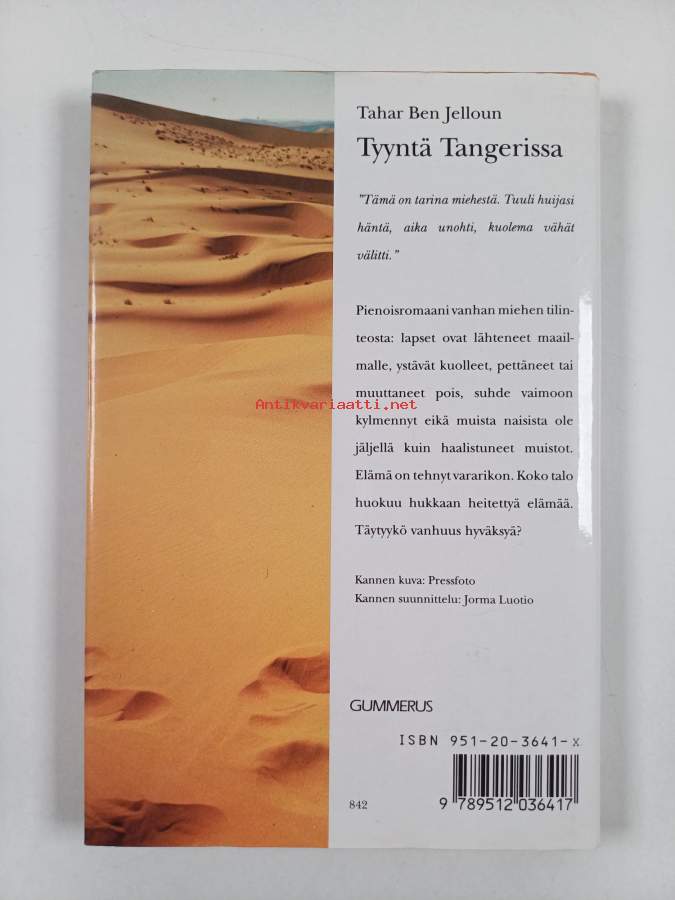 Tahar Ben Jelloun
Tyyntä Tangerissa
”Tämä on tarina miehestä. Tuuli huijasi
häntä, aika unohti, kuolema vähät
välitti.”
Pienoisromaani vanhan miehen tilin-
teosta: lapset ovat lähteneet maail-
malle, ystävät kuolleet, pettäneet tai
muuttaneet pois, suhde vaimoon
Antikvariaatti.net
kylmennyt eikä muista naisista ole
jäljellä kuin haalistuneet muistot.
Elämä on tehnyt vararikon. Koko talo
huokuu hukkaan heitettyä elämää.
Täytyykö vanhuus hyväksyä?
Kannen kuva: Pressfoto
Kannen suunnittelu: Jorma Luotio
GUMMERUS
ISBN 951-20-3641-x
842
9 789512 036417